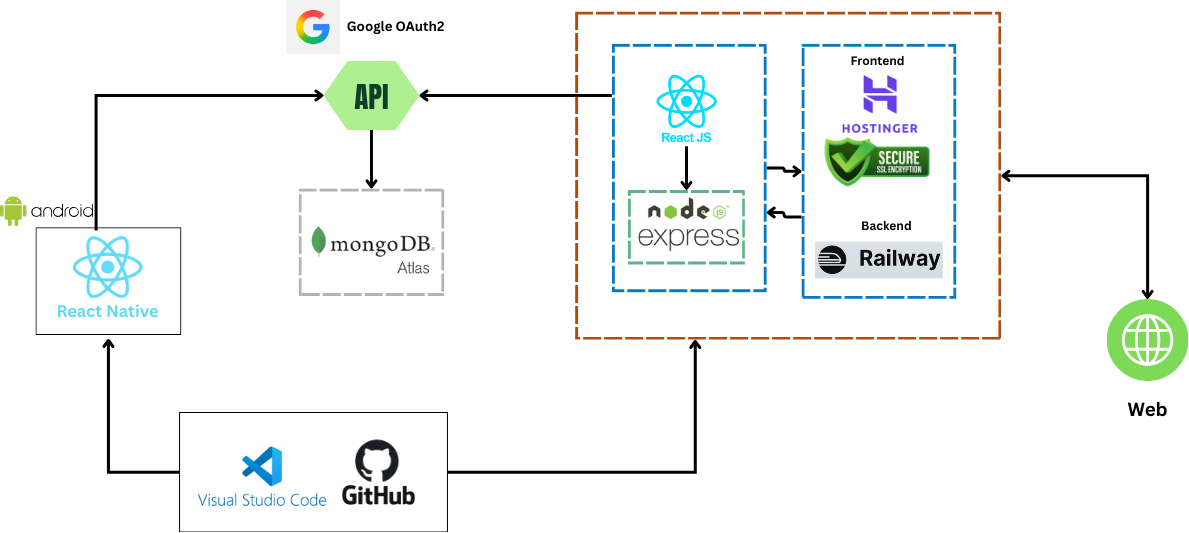 Google OAuth2
API
android
React Native
mongoDB.
Atlas
React JS
node
JS
express
Frontend
HOSTINGER
SECURE
SSL ENCRYPTION
Backend
Railway
Web
Visual Studio Code
GitHub